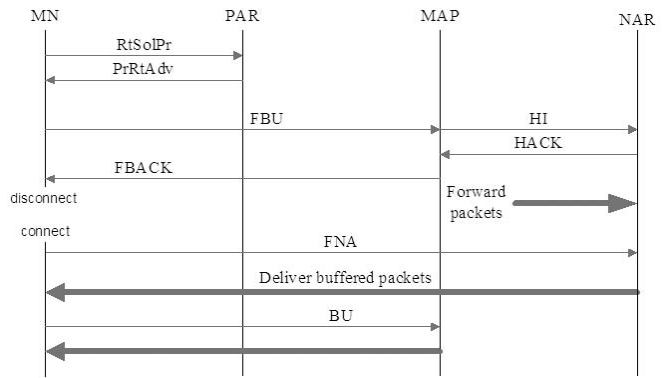 MN PAR MAP NAR
RtSolPr
PrRtAdv
FBU HI
HACK
FBACK
disconnect
Forward
packets
connect
FNA
Deliver buffered packets
BU